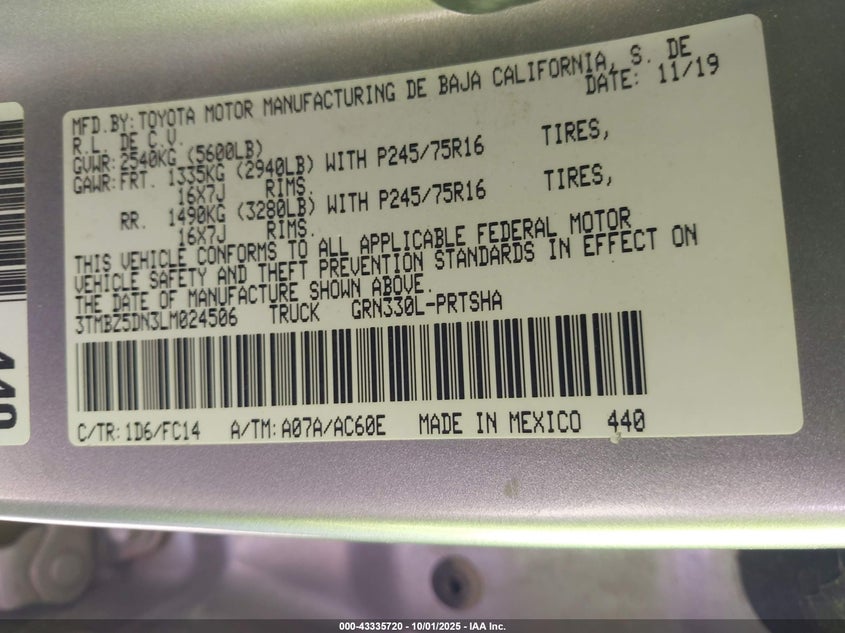 MFD.BY: TOYOTA MOTOR MANUFACTURING DE BAJA CALIFORNIA, S. DE
R.L. DE C.V. DATE: 11/19
GVWR: 2540KG (5600LB)
GAWR: FRT. 1335KG (2940LB) WITH P245/75R16 TIRES,
16X7J RIMS.
RR. 1490KG (3280LB) WITH P245/75R16 TIRES,
16X7J RIMS.
THIS VEHICLE CONFORMS TO ALL APPLICABLE FEDERAL MOTOR
VEHICLE SAFETY AND THEFT PREVENTION STANDARDS IN EFFECT ON
THE DATE OF MANUFACTURE SHOWN ABOVE.
3TMBZ5DN3LM024506 TRUCK GRN330L-PRTSHA
C/TR: 1D6/FC14 A/TM: A07A/AC60E MADE IN MEXICO 440
440
000-43335720 - 10/01/2025 - IAA Inc.